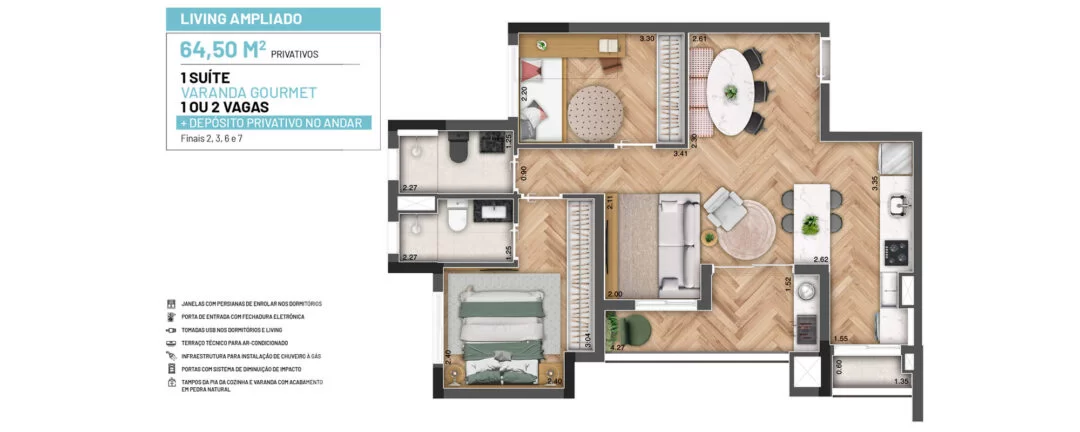 LIVING AMPLIADO
64,50 M² PRIVATIVOS
1 SUÍTE
VARANDA GOURMET
1 OU 2 VAGAS
+ DEPÓSITO PRIVATIVO NO ANDAR
Finais 2, 3, 6 e 7
JANELAS COM PERSIANAS DE ENROLAR NOS DORMITÓRIOS
PORTA DE ENTRADA COM FECHADURA ELETRÔNICA
TOMADAS USB NOS DORMITÓRIOS E LIVING
TERRAÇO TÉCNICO PARA AR-CONDICIONADO
INFRAESTRUTURA PARA INSTALAÇÃO DE CHUVEIRO À GÁS
PORTAS COM SISTEMA DE DIMINUIÇÃO DE IMPACTO
TAMPOS DA PIA DA COZINHA E VARANDA COM ACABAMENTO
EM PEDRA NATURAL
3.30
2.61
2.20
1.25
2.30
3.41
0.90
2.27
3.35
2.11
1.25
2.27
2.62
2.00
1.52
3.04
4.27
1.55
2.40
2.40
0.60
1.35